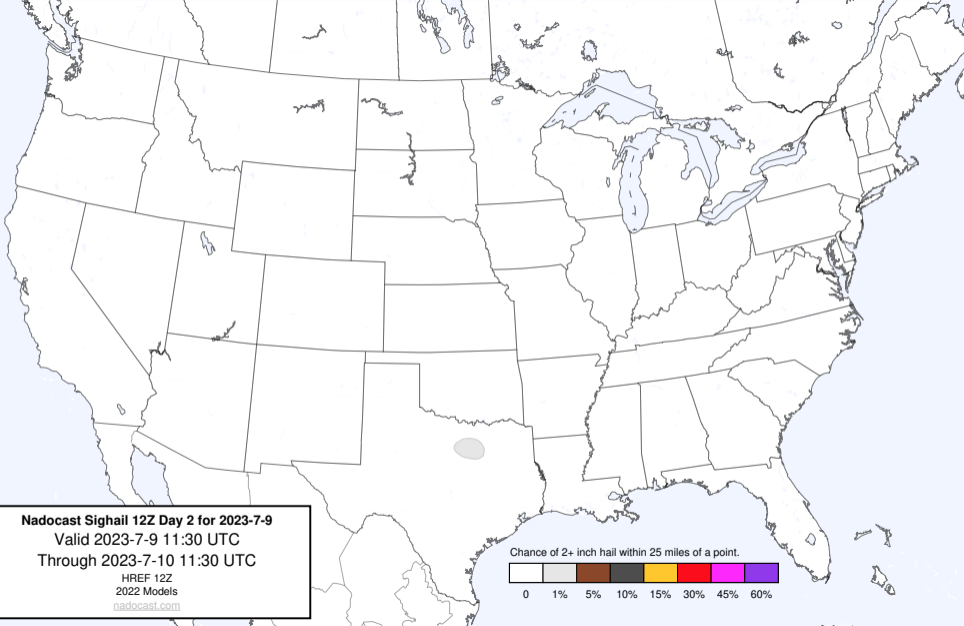 Nadocast Sighail 12Z Day 2 for 2023-7-9
Valid 2023-7-9 11:30 UTC
Through 2023-7-10 11:30 UTC
HREF 12Z
2022 Models
nadocast.com
Chance of 2+ inch hail within 25 miles of a point.
0 1% 5% 10% 15% 30% 45% 60%